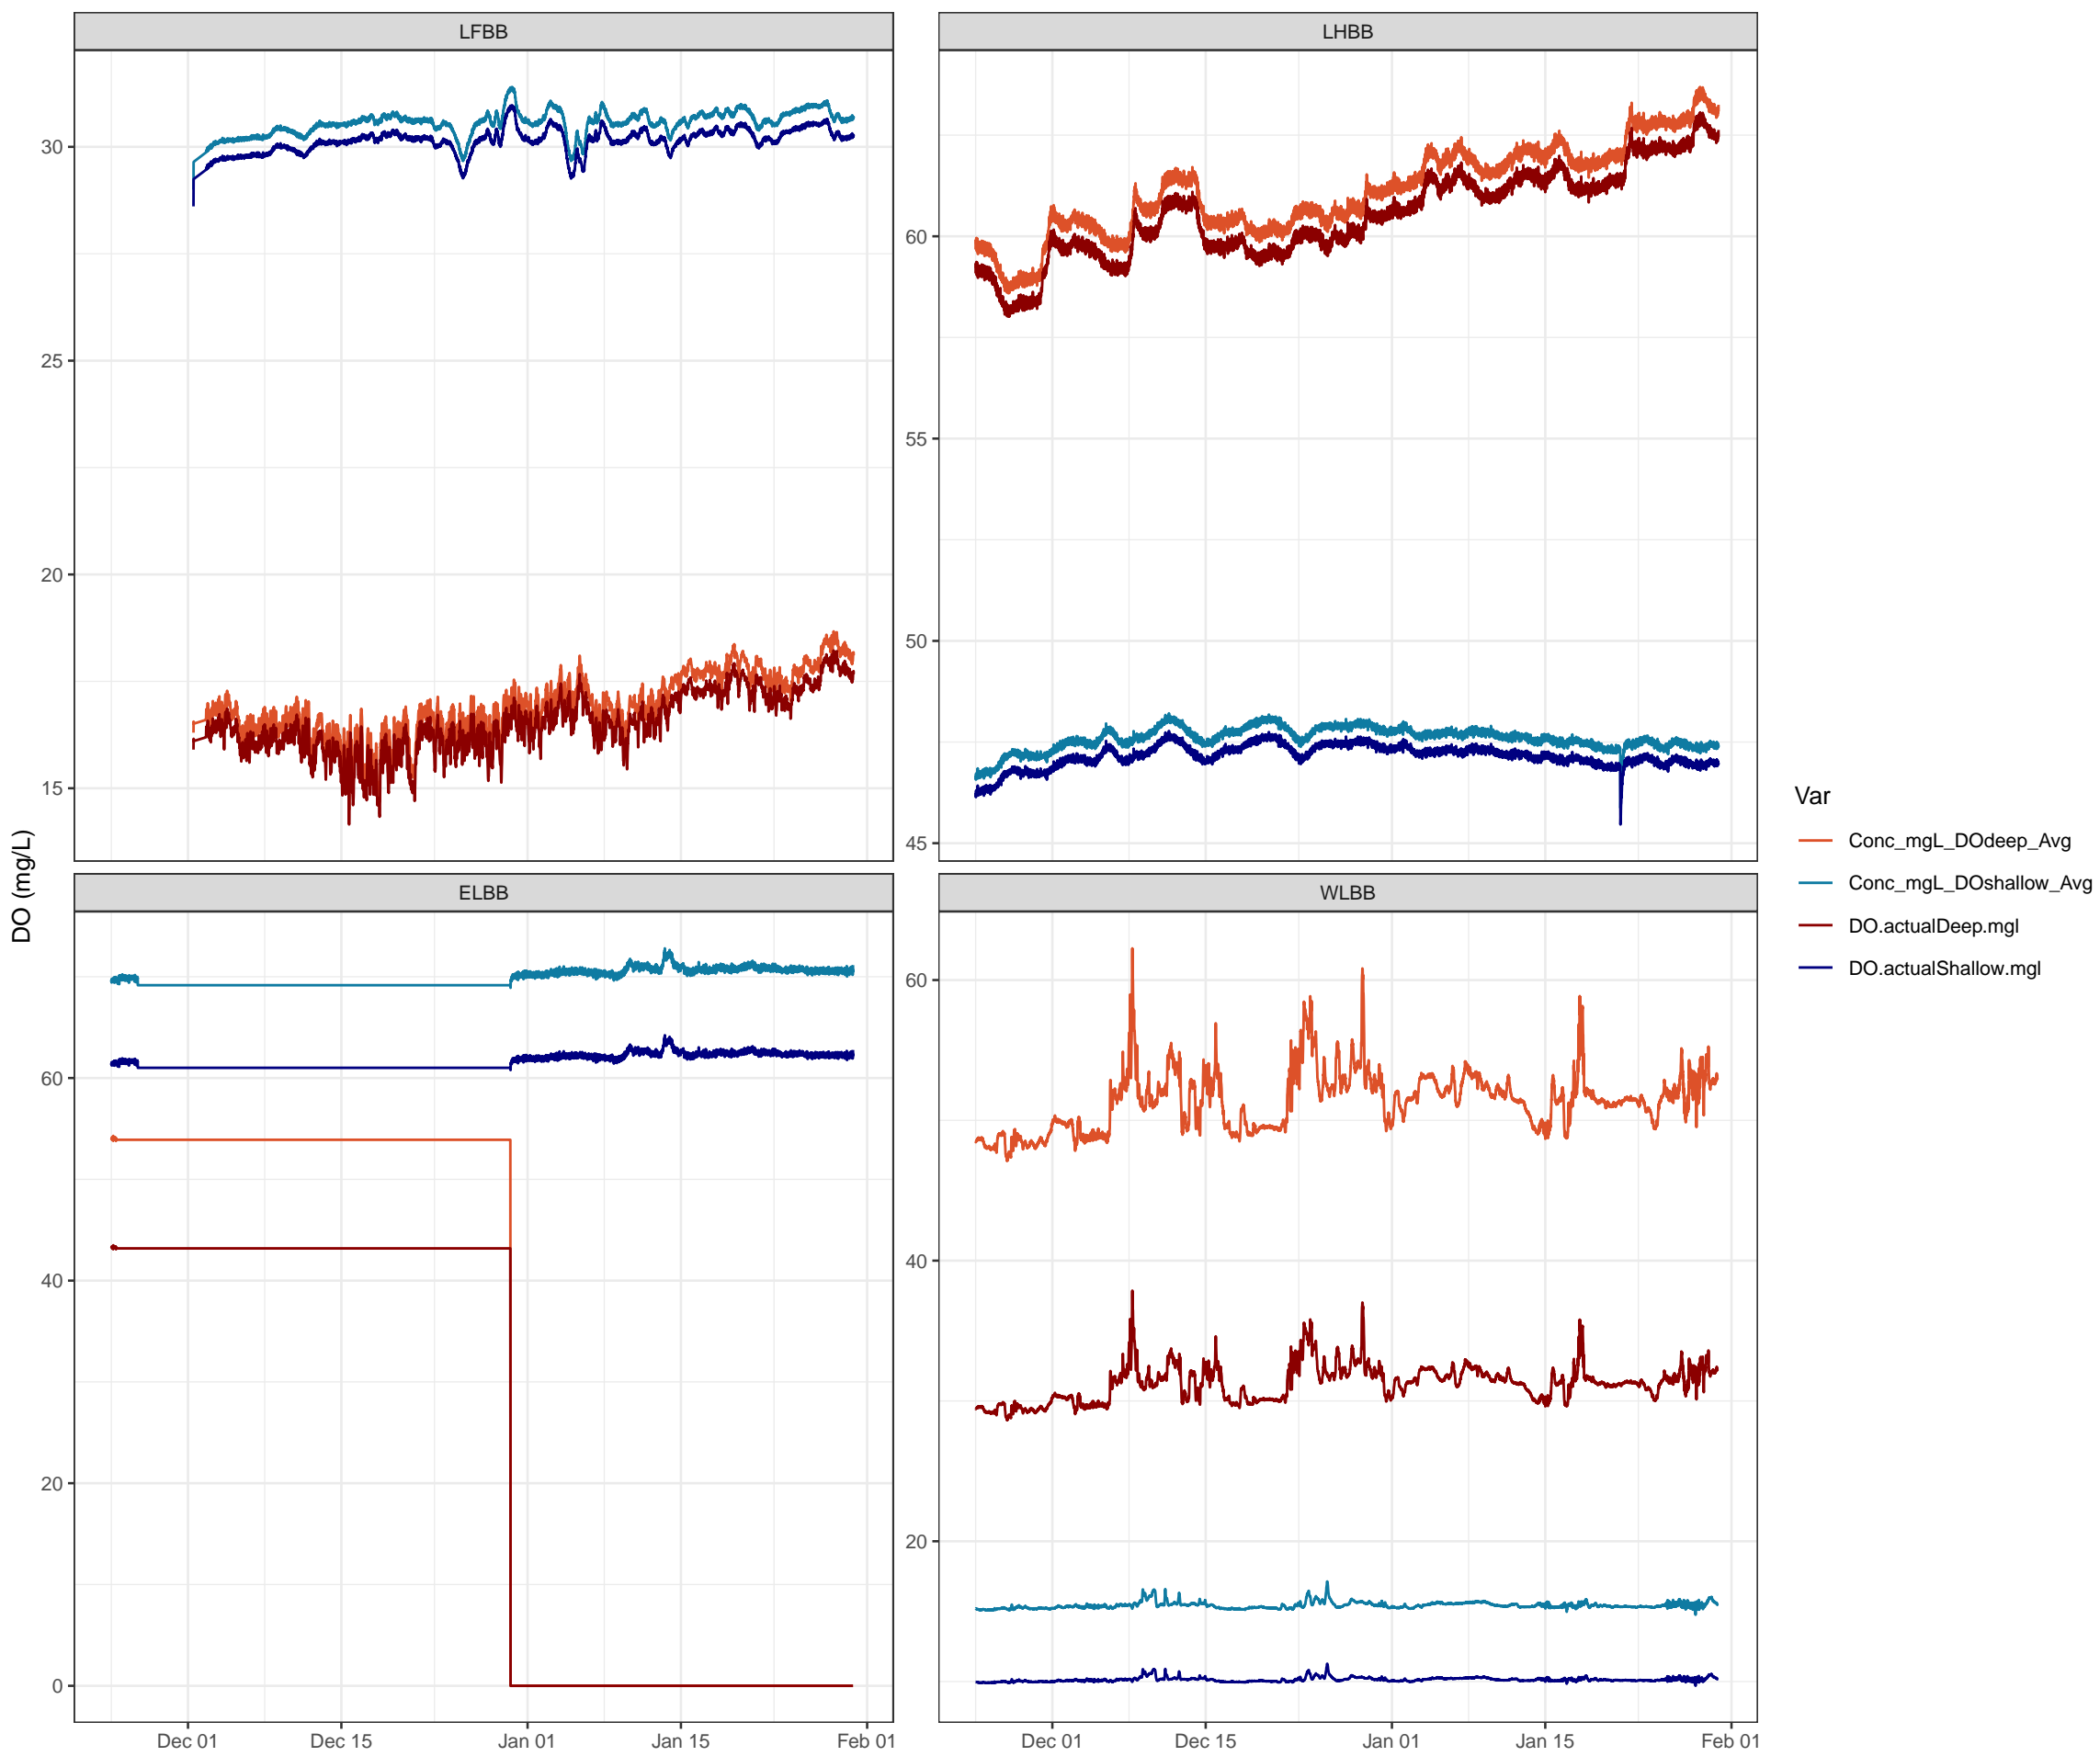 LFBB
LHBB
30
25
20
15
60
55
50
45
DO (mg/L)
ELBB
WLBB
60
40
20
0
60
40
20
Dec 01
Dec 15
Jan 01
Jan 15
Feb 01
Dec 01
Dec 15
Jan 01
Jan 15
Feb 01
Var
Conc_mgL_DOdeep_Avg
Conc_mgL_DOshallow_Avg
DO.actualDeep.mgl
DO.actualShallow.mgl